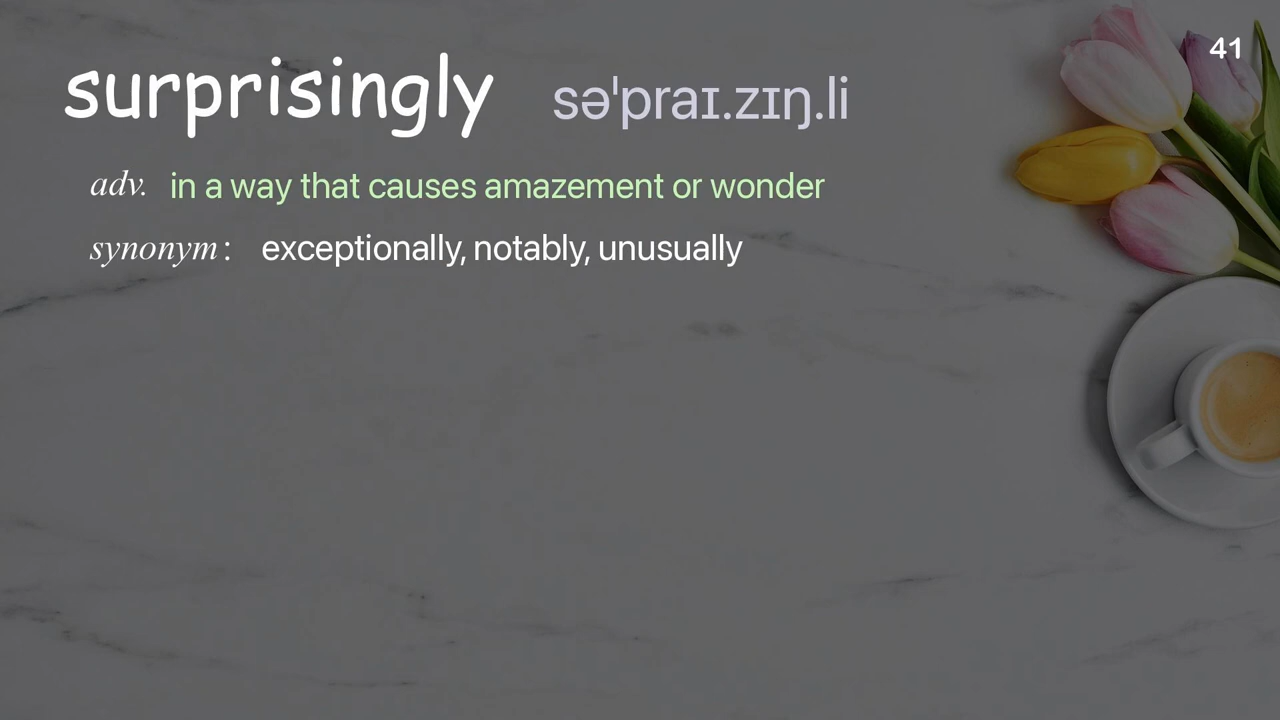 41
surprisingly səˈpraɪ.zɪŋ.li
adv. in a way that causes amazement or wonder
synonym : exceptionally, notably, unusually